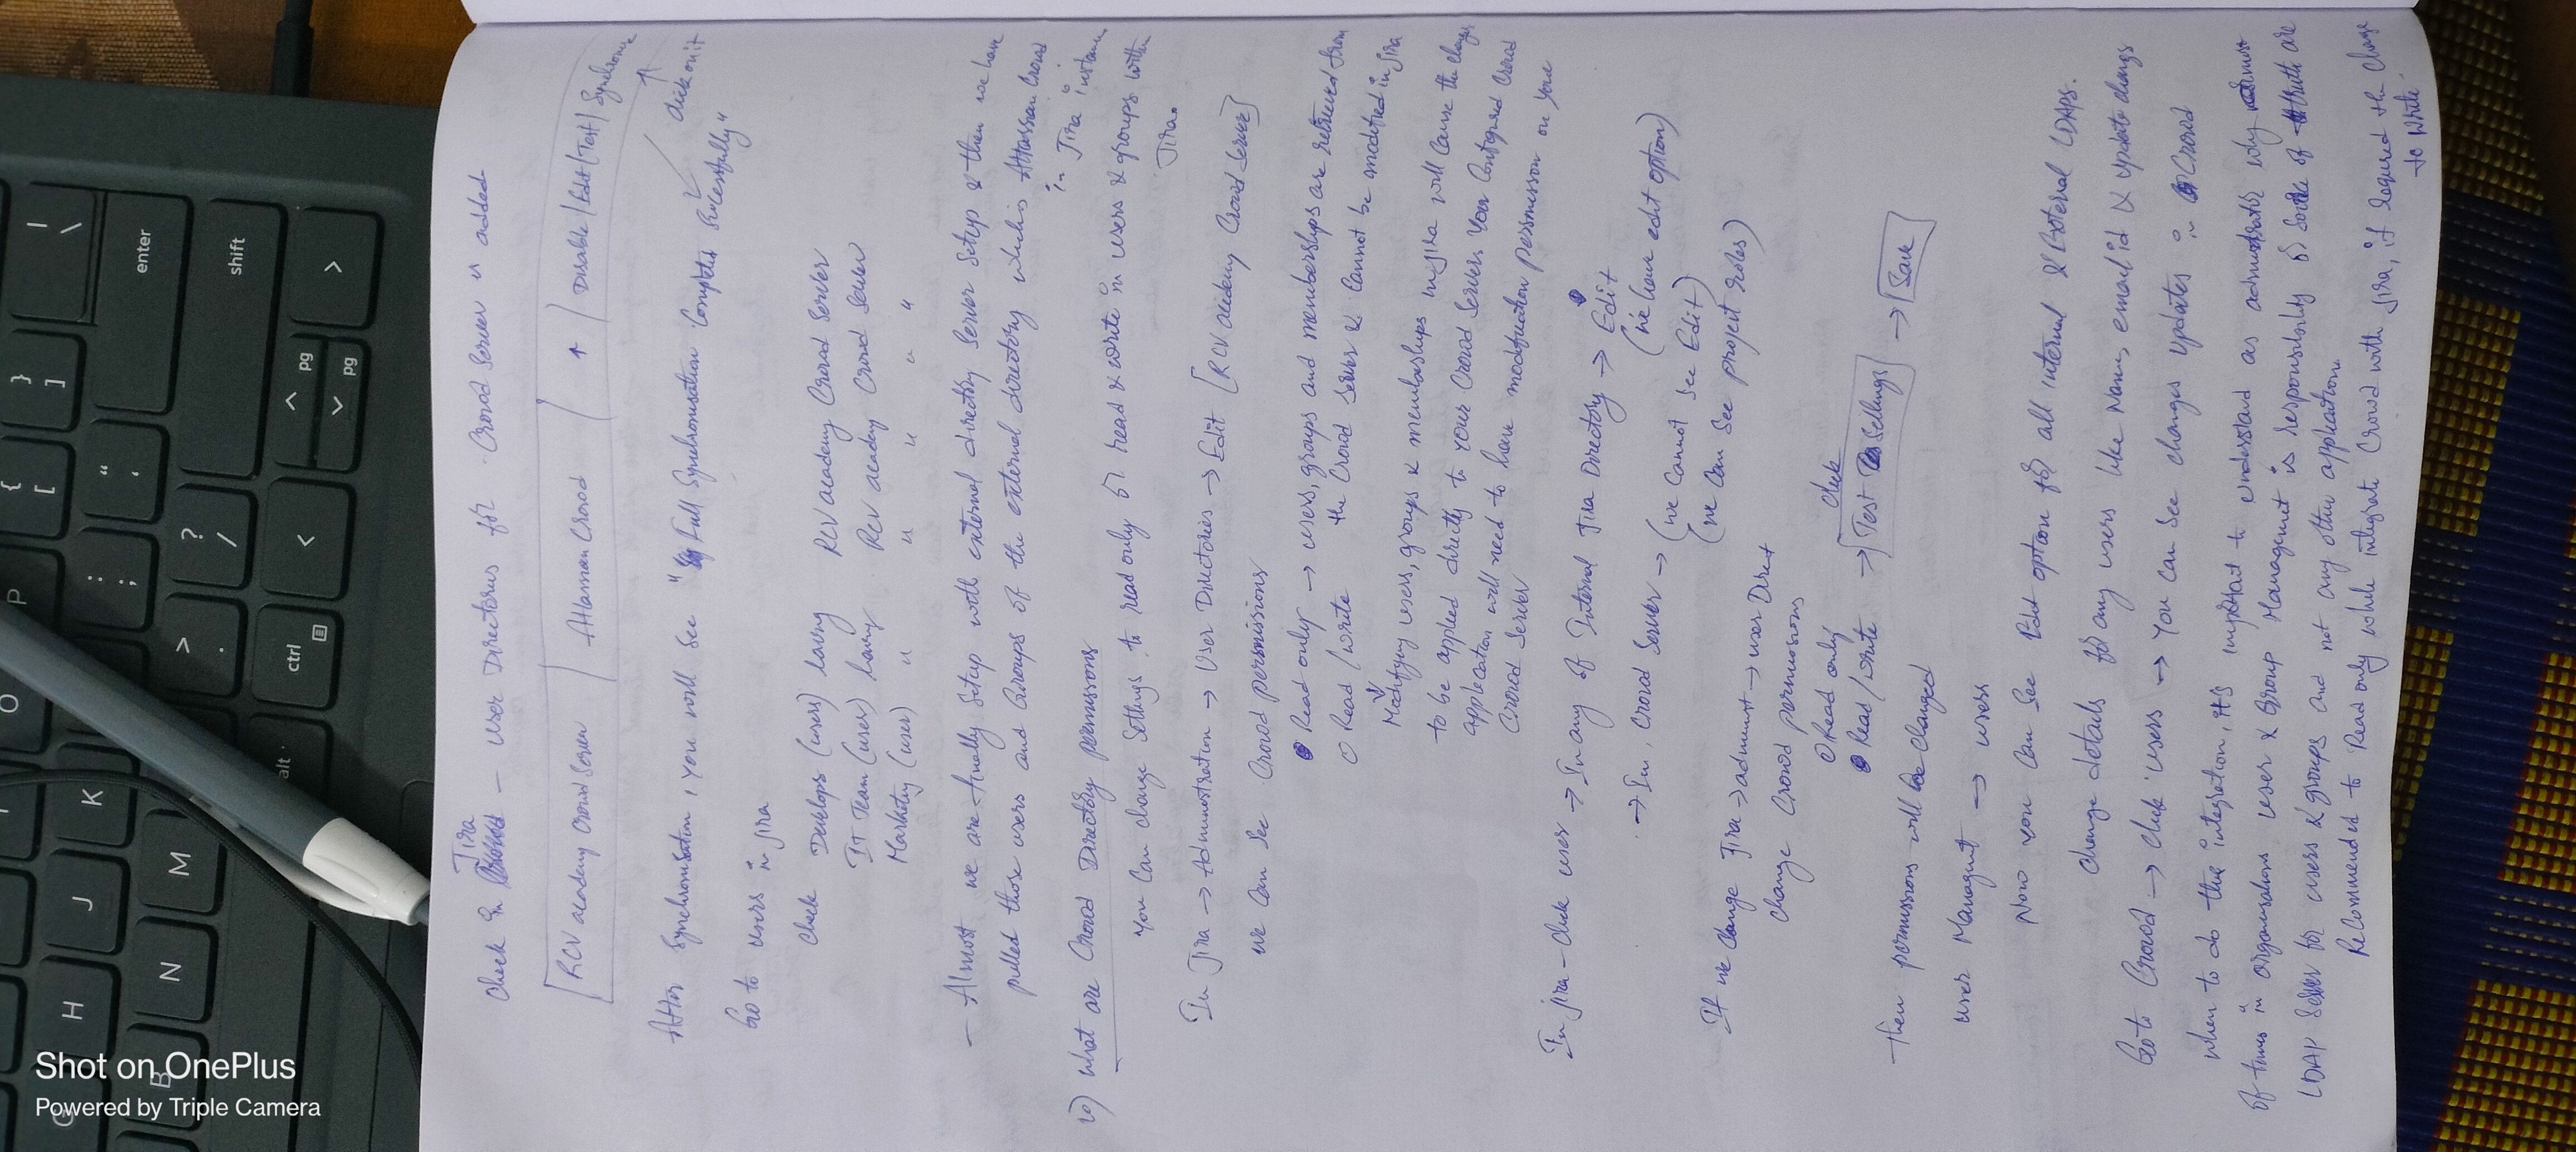 O P { [ } ] | \
H J K : ; " ' enter
B N M > . ? / shift
alt ctrl < ^ pg v pg >
Shot on OnePlus
Powered by Triple Camera
Jira
Check in — User Directories for Crowd Server is added
RCV academy Crowd Server | Atlassian Crowd | ↑ | Disable | Edit | Test | Synchronise
click on it
After Synchronisation, you will see " Full Synchronisation Completed Sucessfully"
Go to users in jira
Check Develops (users) having RCV academy Crowd Server
IT Team (user) having RCV academy Crowd Server
Marketing (user) " " " " "
— Almost we are finally Setup with external directory Server Setup & then we have
pulled those users and Groups of the external directory which is Atlassian Crowd
in Jira instance
10) What are Crowd Directory permissions
You Can change Settings to read only or read & write in users & groups within
Jira.
In Jira → Administration → User Directories → Edit [RCV academy Crowd Server]
we Can See Crowd permissions
● Read only → users, groups and memberships are retrieved from
○ Read / write the Crowd Server & Cannot be modified in jira
Modifying users, groups & memberships in jira will cause the changes
to be applied directly to your Crowd Server. Your Configured Crowd
application will need to have modification permission on your
Crowd Server
In jira – click user → In any of Internal Jira Directory → Edit
(we have edit option)
→ In Crowd Server → (we Cannot see Edit)
(we Can See project roles)
If we change Jira → administ → user Direct
change Crowd permissions
○ Read only click
● Read / write → Test Settings → Save
then permissions will be changed
user Managmt → users
Now you Can See Edit option for all internal & External LDAPS.
change details for any users like Name, email id & update changs
Go to Crowd → click users → You can See changes updates in Crowd
when to do this integration, it's important to understand as administrator why most
of times in organisations user & Group Management is responsibility or Source of truth are
LDAP Server for users & groups and not any other application
Recommended to Read only while integrate Crowd with jira, if required the change
to write